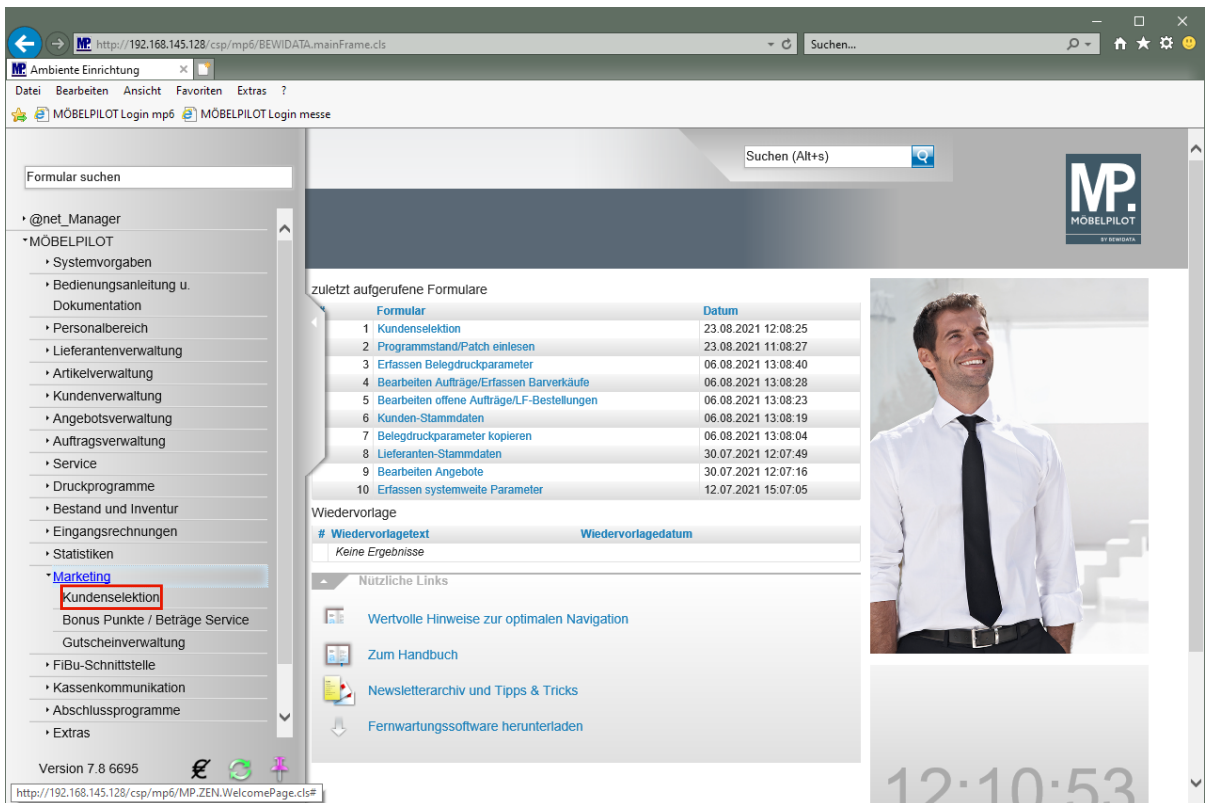 http://192.168.145.128/csp/mp6/BEWIDATA.mainFrame.cls
Suchen...
Ambiente Einrichtung
Datei Bearbeiten Ansicht Favoriten Extras ?
MÖBELPILOT Login mp6 MÖBELPILOT Login messe
Formular suchen
@net_Manager
MÖBELPILOT
Systemvorgaben
Bedienungsanleitung u.
Dokumentation
Personalbereich
Lieferantenverwaltung
Artikelverwaltung
Kundenverwaltung
Angebotsverwaltung
Auftragsverwaltung
Service
Druckprogramme
Bestand und Inventur
Eingangsrechnungen
Statistiken
Marketing
Kundenselektion
Bonus Punkte / Beträge Service
Gutscheinverwaltung
FiBu-Schnittstelle
Kassenkommunikation
Abschlussprogramme
Extras
Version 7.8 6695
http://192.168.145.128/csp/mp6/MP.ZEN.WelcomePage.cls#
Suchen (Alt+s)
MP.
MÖBELPILOT
BY BEWIDATA
zuletzt aufgerufene Formulare
Formular Datum
1 Kundenselektion 23.08.2021 12:08:25
2 Programmstand/Patch einlesen 23.08.2021 11:08:27
3 Erfassen Belegdruckparameter 06.08.2021 13:08:40
4 Bearbeiten Aufträge/Erfassen Barverkäufe 06.08.2021 13:08:28
5 Bearbeiten offene Aufträge/LF-Bestellungen 06.08.2021 13:08:23
6 Kunden-Stammdaten 06.08.2021 13:08:19
7 Belegdruckparameter kopieren 06.08.2021 13:08:04
8 Lieferanten-Stammdaten 30.07.2021 12:07:49
9 Bearbeiten Angebote 30.07.2021 12:07:16
10 Erfassen systemweite Parameter 12.07.2021 15:07:05
Wiedervorlage
# Wiedervorlagetext Wiedervorlagedatum
Keine Ergebnisse
Nützliche Links
Wertvolle Hinweise zur optimalen Navigation
Zum Handbuch
Newsletterarchiv und Tipps & Tricks
Fernwartungssoftware herunterladen
12:10:53